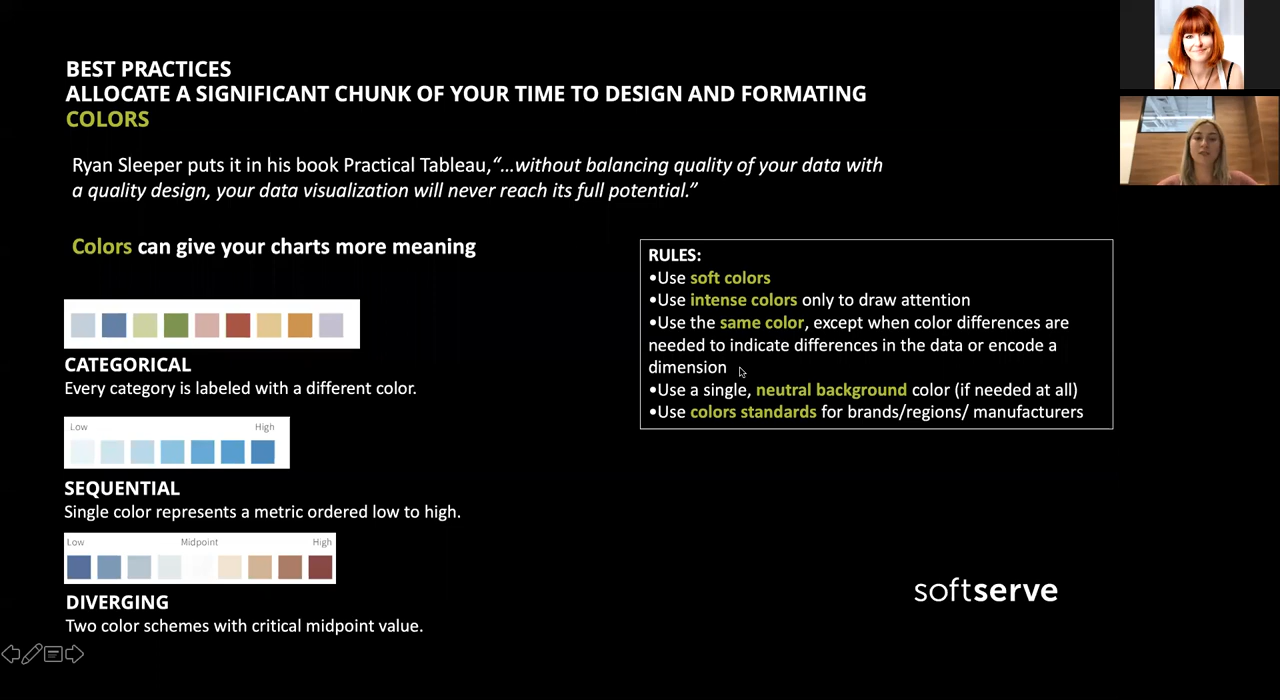 BEST PRACTICES
ALLOCATE A SIGNIFICANT CHUNK OF YOUR TIME TO DESIGN AND FORMATING
COLORS
Ryan Sleeper puts it in his book Practical Tableau,“…without balancing quality of your data with
a quality design, your data visualization will never reach its full potential.”
Colors can give your charts more meaning
CATEGORICAL
Every category is labeled with a different color.
Low High
SEQUENTIAL
Single color represents a metric ordered low to high.
Low Midpoint High
DIVERGING
Two color schemes with critical midpoint value.
RULES:
•Use soft colors
•Use intense colors only to draw attention
•Use the same color, except when color differences are
needed to indicate differences in the data or encode a
dimension
•Use a single, neutral background color (if needed at all)
•Use colors standards for brands/regions/ manufacturers
softserve